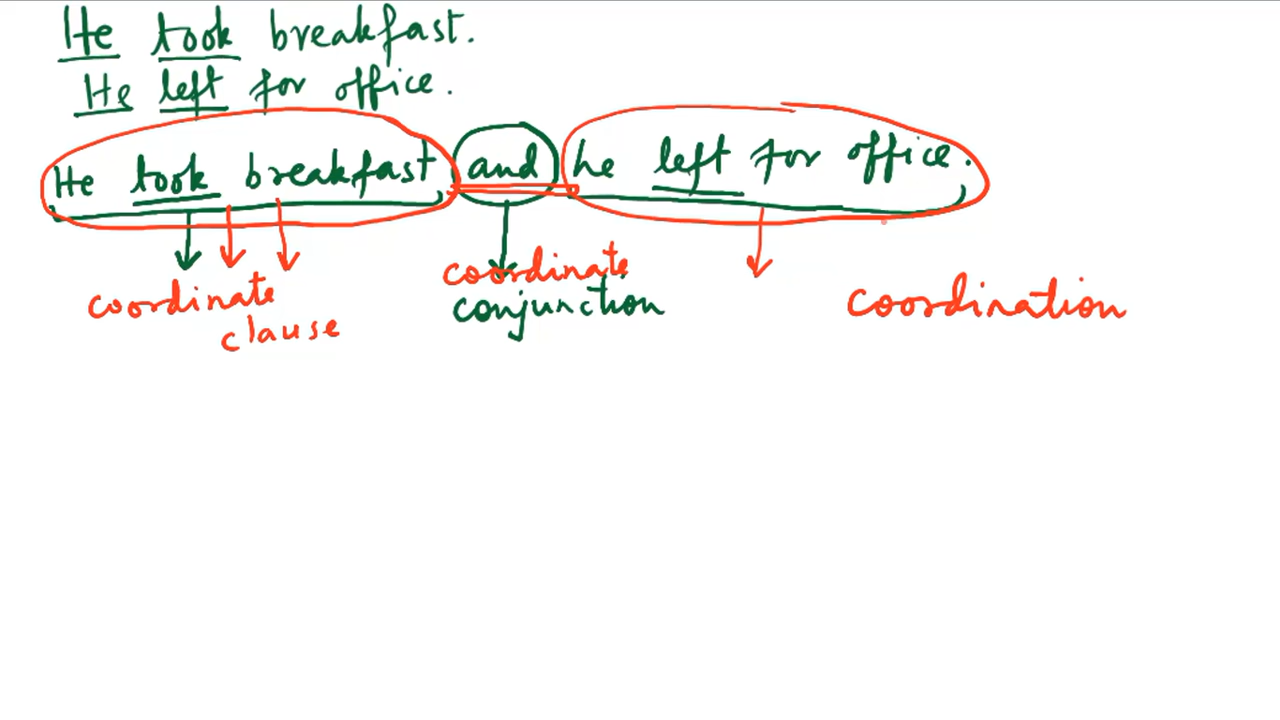 He took breakfast.
He left for office.
He took breakfast and he left for office.
coordinate clause
coordinate conjunction
coordination